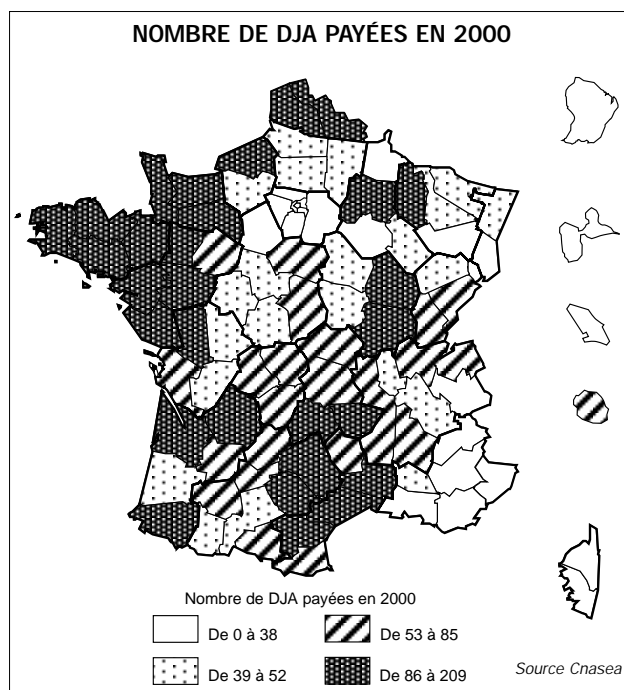 NOMBRE DE DJA PAYÉES EN 2000
Nombre de DJA payées en 2000
De 0 à 38
De 53 à 85
De 39 à 52
De 86 à 209
Source Cnasea